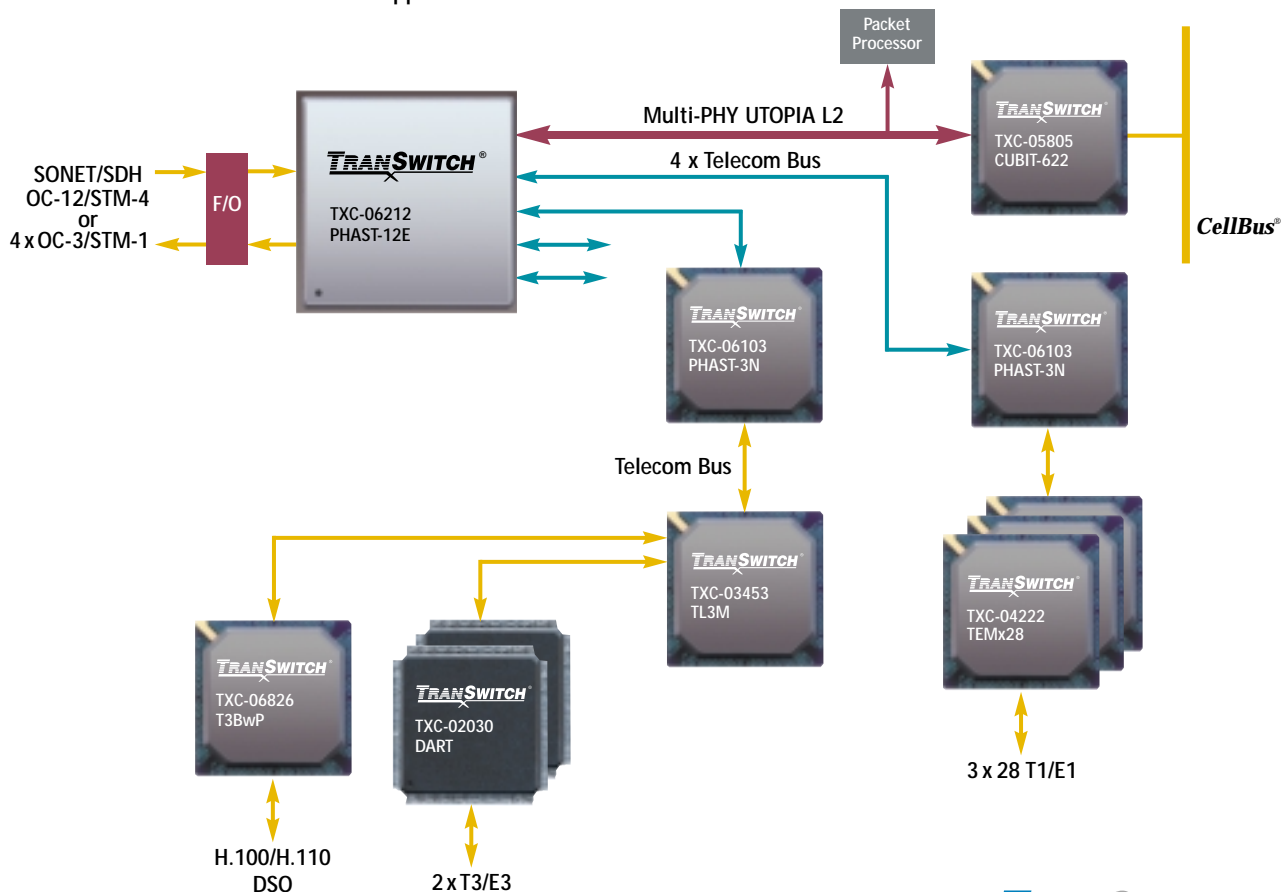 Packet
Processor
Multi-PHY UTOPIA L2
4 x Telecom Bus
SONET/SDH
OC-12/STM-4
or
4 x OC-3/STM-1
F/O
TRANSWITCH®
TXC-06212
PHAST-12E
TRANSWITCH®
TXC-05805
CUBIT-622
CellBus®
TRANSWITCH®
TXC-06103
PHAST-3N
TRANSWITCH®
TXC-06103
PHAST-3N
Telecom Bus
TRANSWITCH®
TXC-03453
TL3M
TRANSWITCH®
TXC-04222
TEMx28
TRANSWITCH®
TXC-06826
T3BwP
TRANSWITCH®
TXC-02030
DART
3 x 28 T1/E1
H.100/H.110
DSO
2 x T3/E3